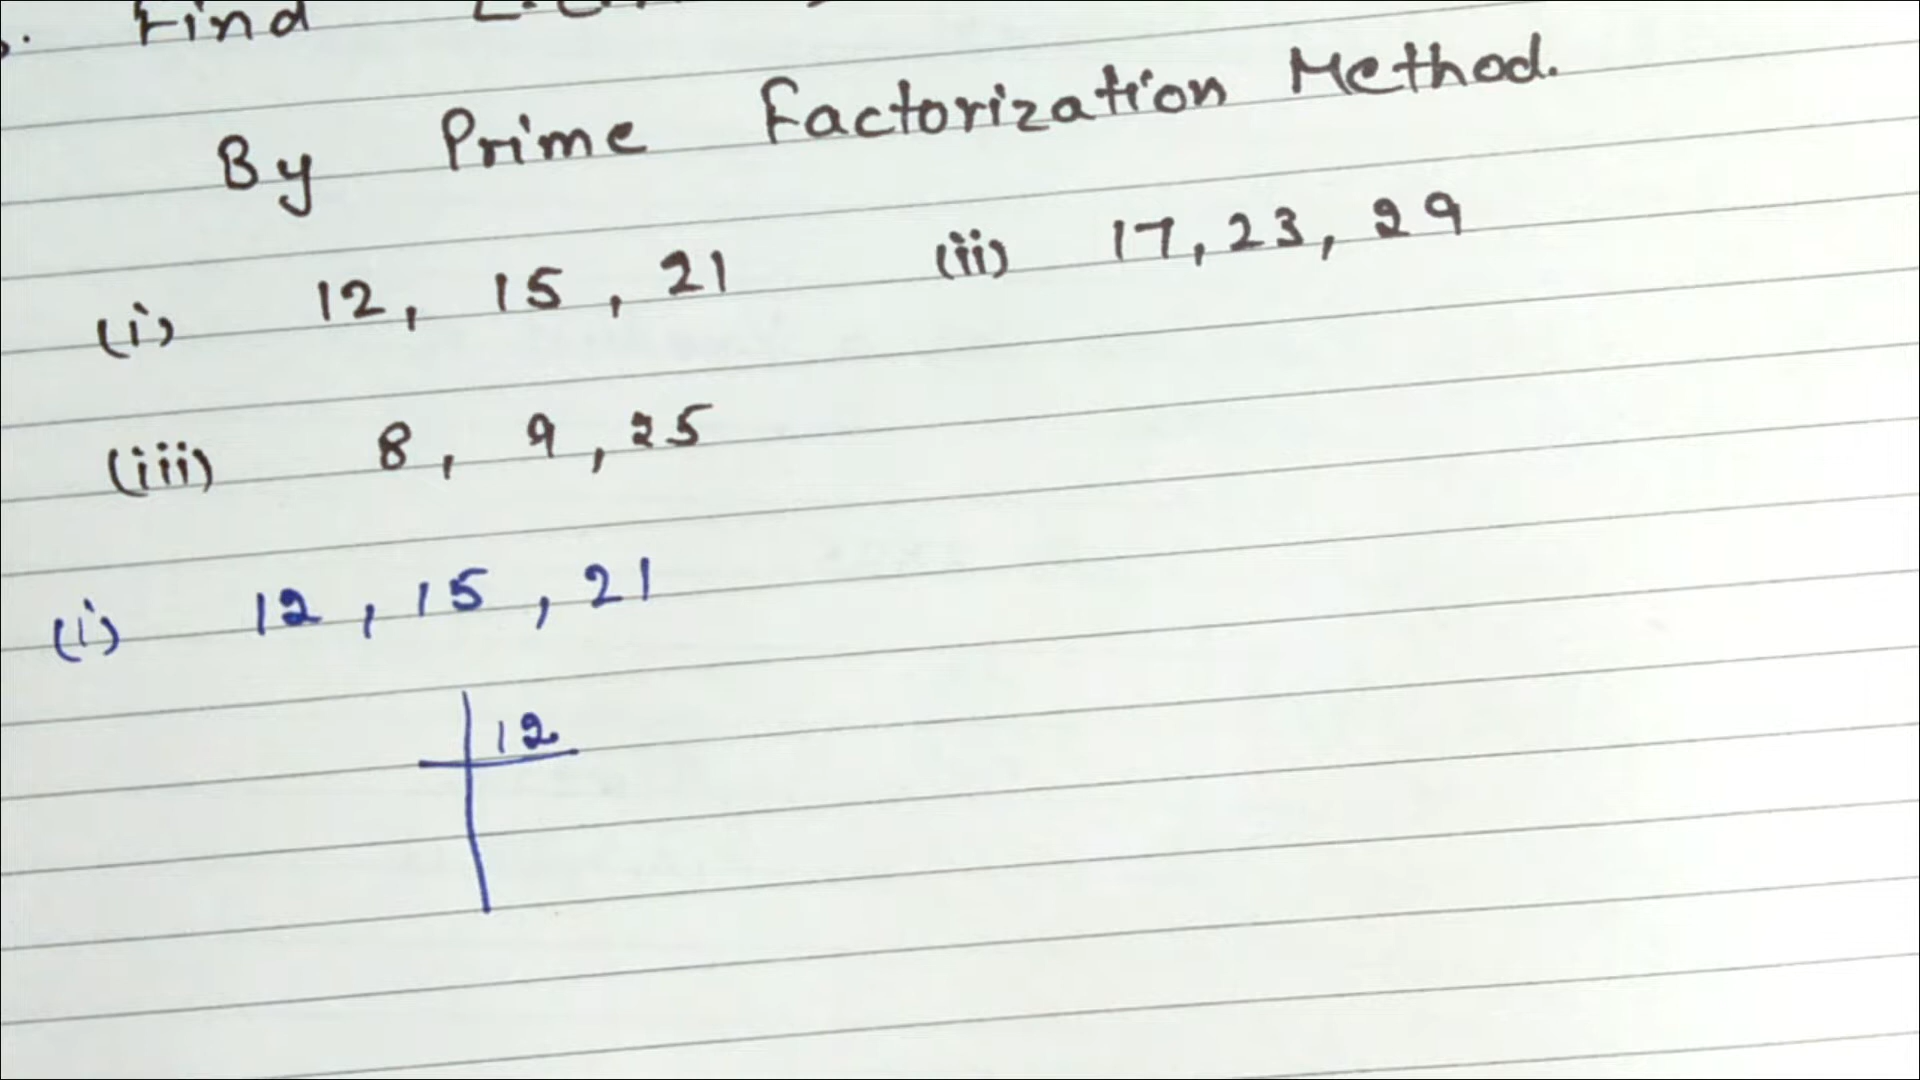 Find
By Prime Factorization Method.
(i) 12, 15, 21 (ii) 17, 23, 29
(iii) 8, 9, 25
(i) 12, 15, 21
12